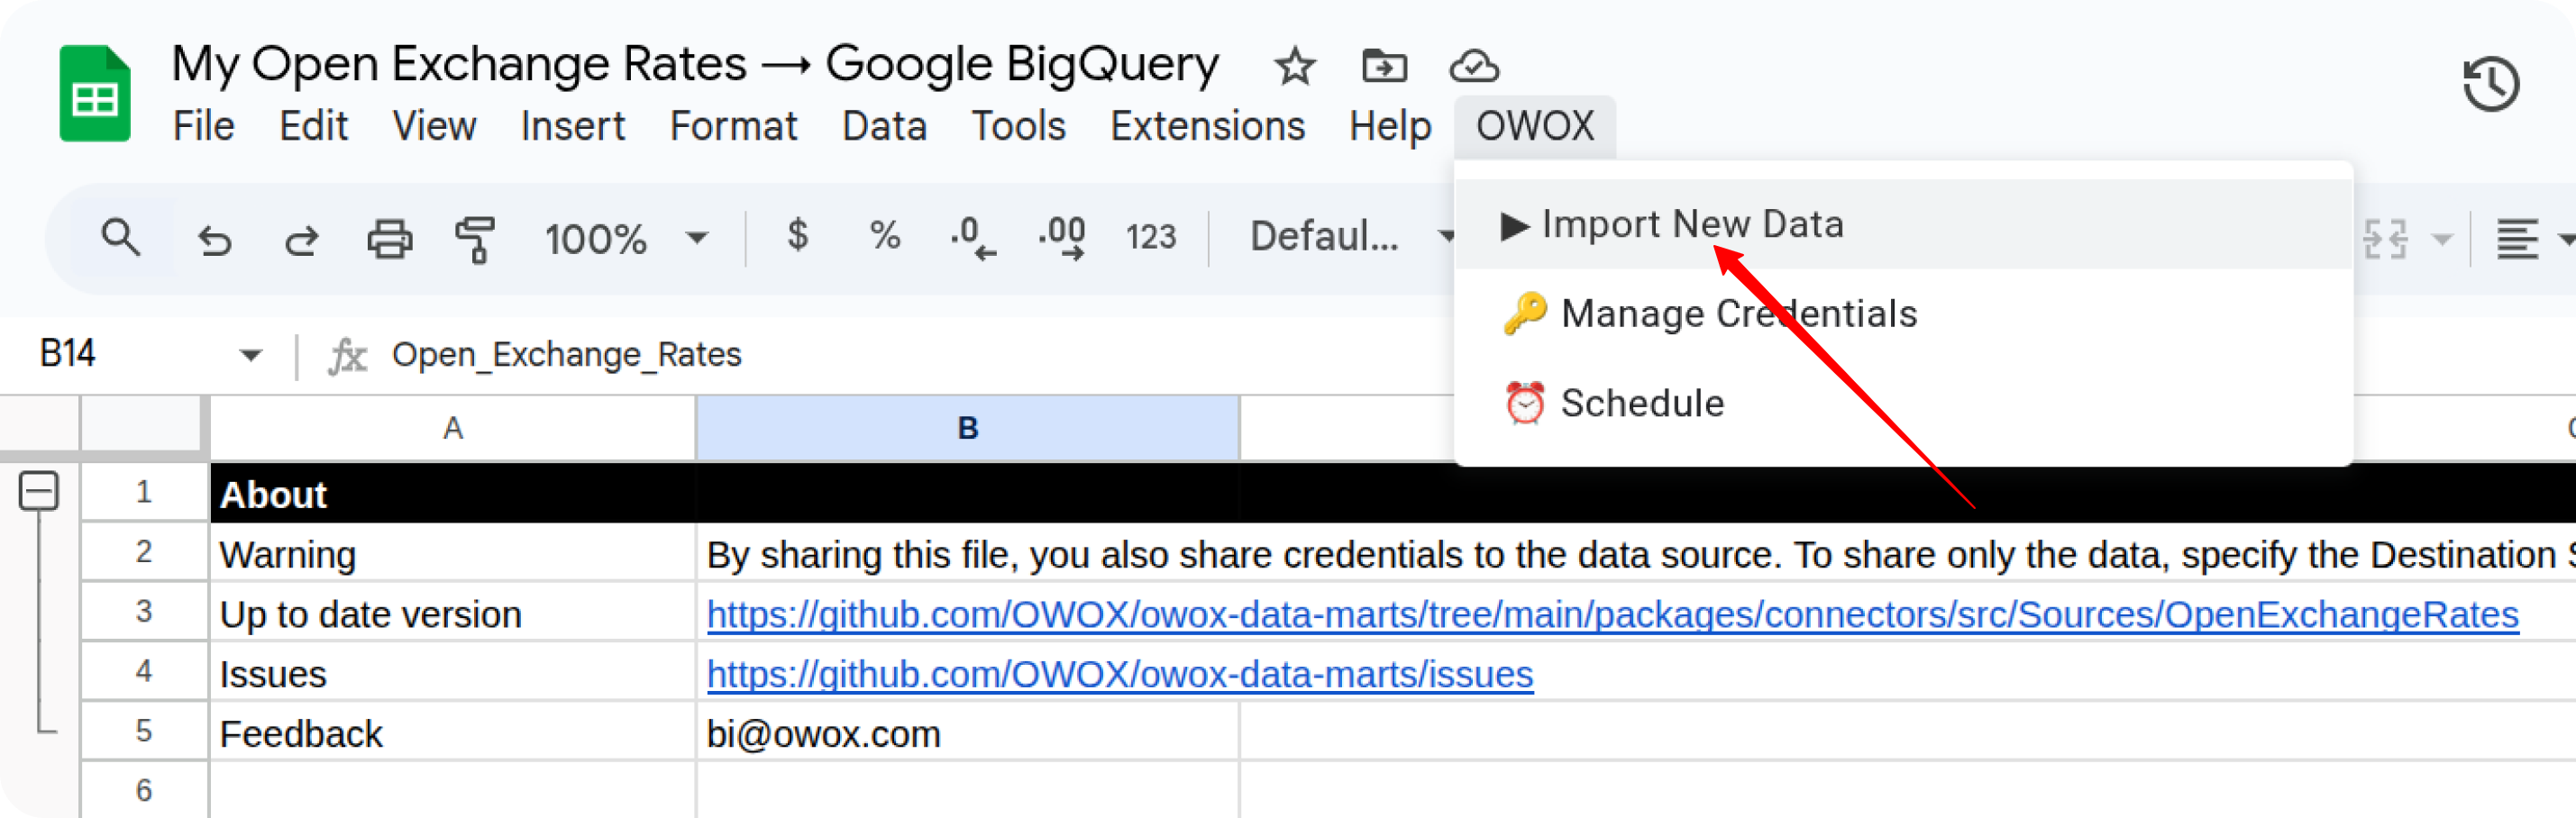 My Open Exchange Rates → Google BigQuery
File Edit View Insert Format Data Tools Extensions Help OWOX
100% $ % .0 .00 123 Defaul...
▶ Import New Data
🔑 Manage Credentials
⏰ Schedule
B14 fx Open_Exchange_Rates
A B
1 About
2 Warning By sharing this file, you also share credentials to the data source. To share only the data, specify the Destination
3 Up to date version https://github.com/OWOX/owox-data-marts/tree/main/packages/connectors/src/Sources/OpenExchangeRates
4 Issues https://github.com/OWOX/owox-data-marts/issues
5 Feedback bi@owox.com
6